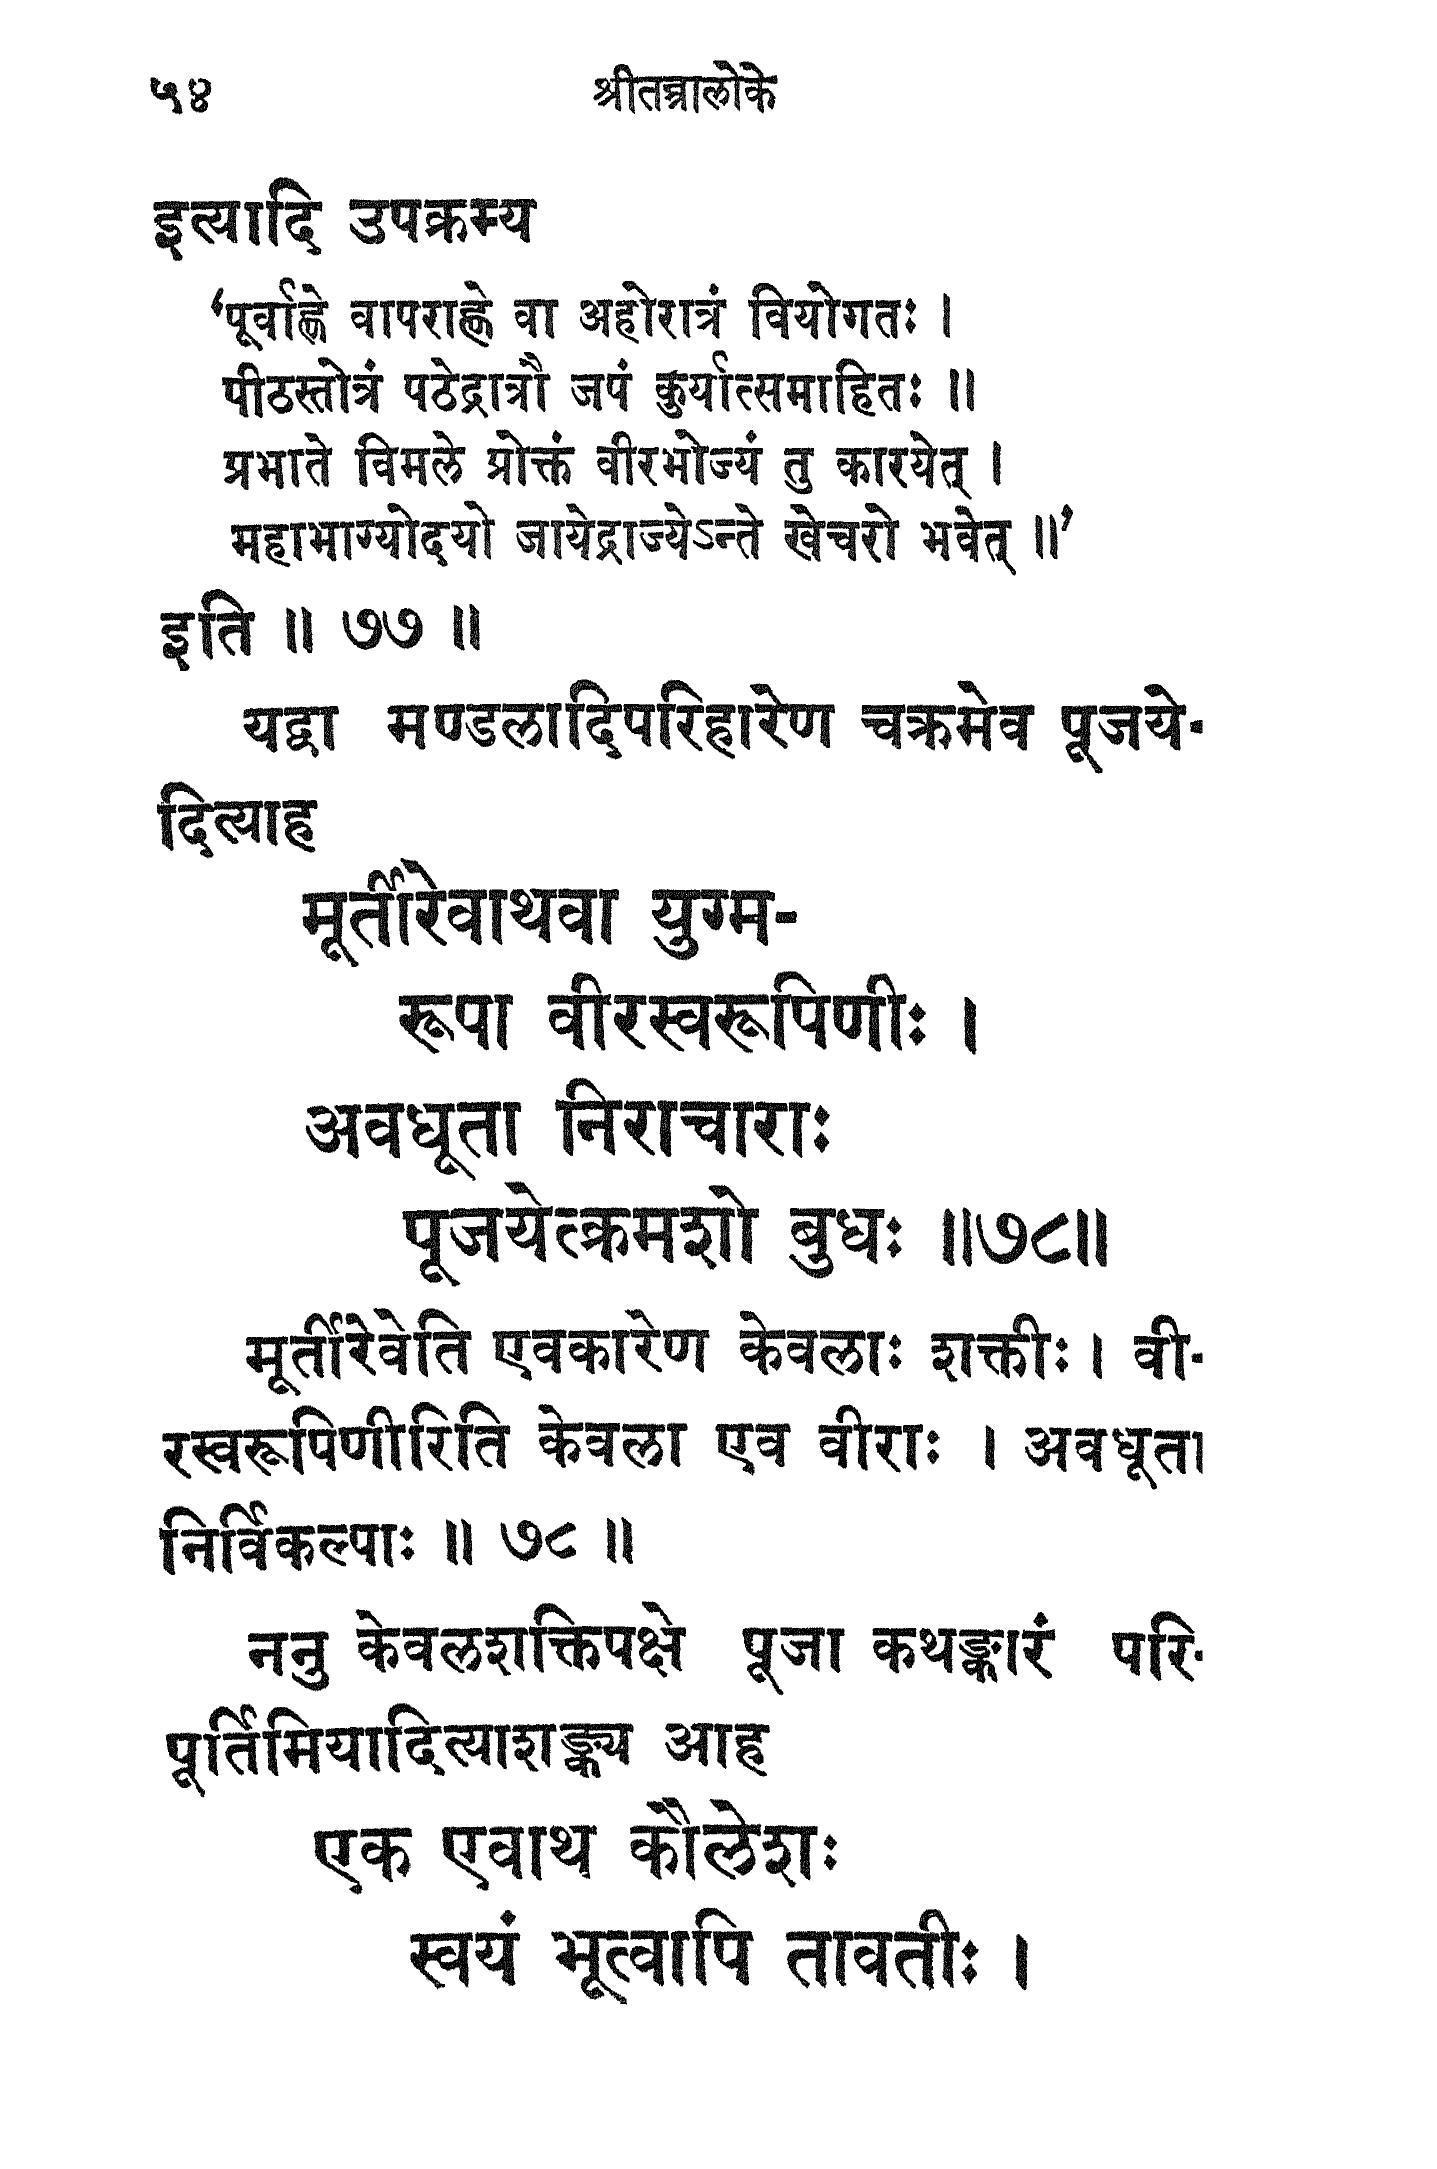 ५४ श्रीतन्त्रालोके
इत्यादि उपक्रम्य
‘पूर्वाह्णे वापराह्णे वा अहोरात्रं वियोगतः ।
पीठस्तोत्रं पठेद्रात्रौ जपं कुर्यात्समाहितः ॥
प्रभाते विमले प्रोक्तं वीरभोज्यं तु कारयेत् ।
महाभाग्योदयो जायेद्राज्येऽन्ते खेचरो भवेत् ॥’
इति ॥ ७७ ॥
यद्वा मण्डलादिपरिहारेण चक्रमेव पूजये-
दित्याह
मूर्तीरेवाथवा युग्म-
रूपा वीरस्वरूपिणीः ।
अवधूता निराचाराः
पूजयेत्क्रमशो बुधः ॥७८॥
मूर्तीरेवेति एवकारेण केवलाः शक्तीः । वी-
रस्वरूपिणीरिति केवला एव वीराः । अवधूता
निर्विकल्पाः ॥ ७८ ॥
ननु केवलशक्तिपक्षे पूजा कथङ्कारं परि-
पूर्तिमियादित्याशङ्क्य आह
एक एवाथ कौलेशः
स्वयं भूत्वापि तावतीः ।